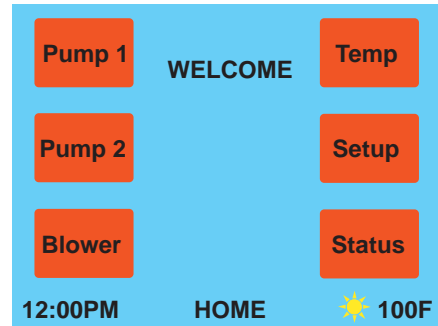 Pump 1
WELCOME
Temp
Pump 2
Setup
Blower
Status
12:00PM
HOME
100F